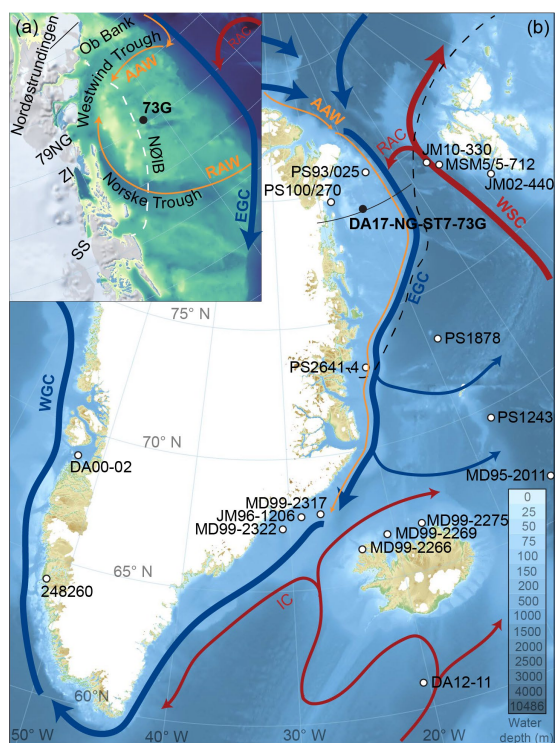 (a)
Ob Bank
Westwind Trough
AAW
Nordøstrundingen
73G
79NG
NØIB
ZI
RAW
Norske Trough
SS
EGC
RAC
(b)
AAW
RAC
JM10-330
MSM5/5-712
JM02-440
PS93/025
PS100/270
DA17-NG-ST7-73G
WSC
EGC
75° N
PS1878
PS2641-4
WGC
PS1243
70° N
DA00-02
MD95-2011
MD99-2317
JM96-1206
MD99-2322
MD99-2275
MD99-2269
MD99-2266
65° N
248260
IC
DA12-11
60°N
50° W
40° W
30° W
20° W
0
25
50
75
100
150
200
500
1000
1500
2000
2500
3000
4000
10486
Water
depth (m)